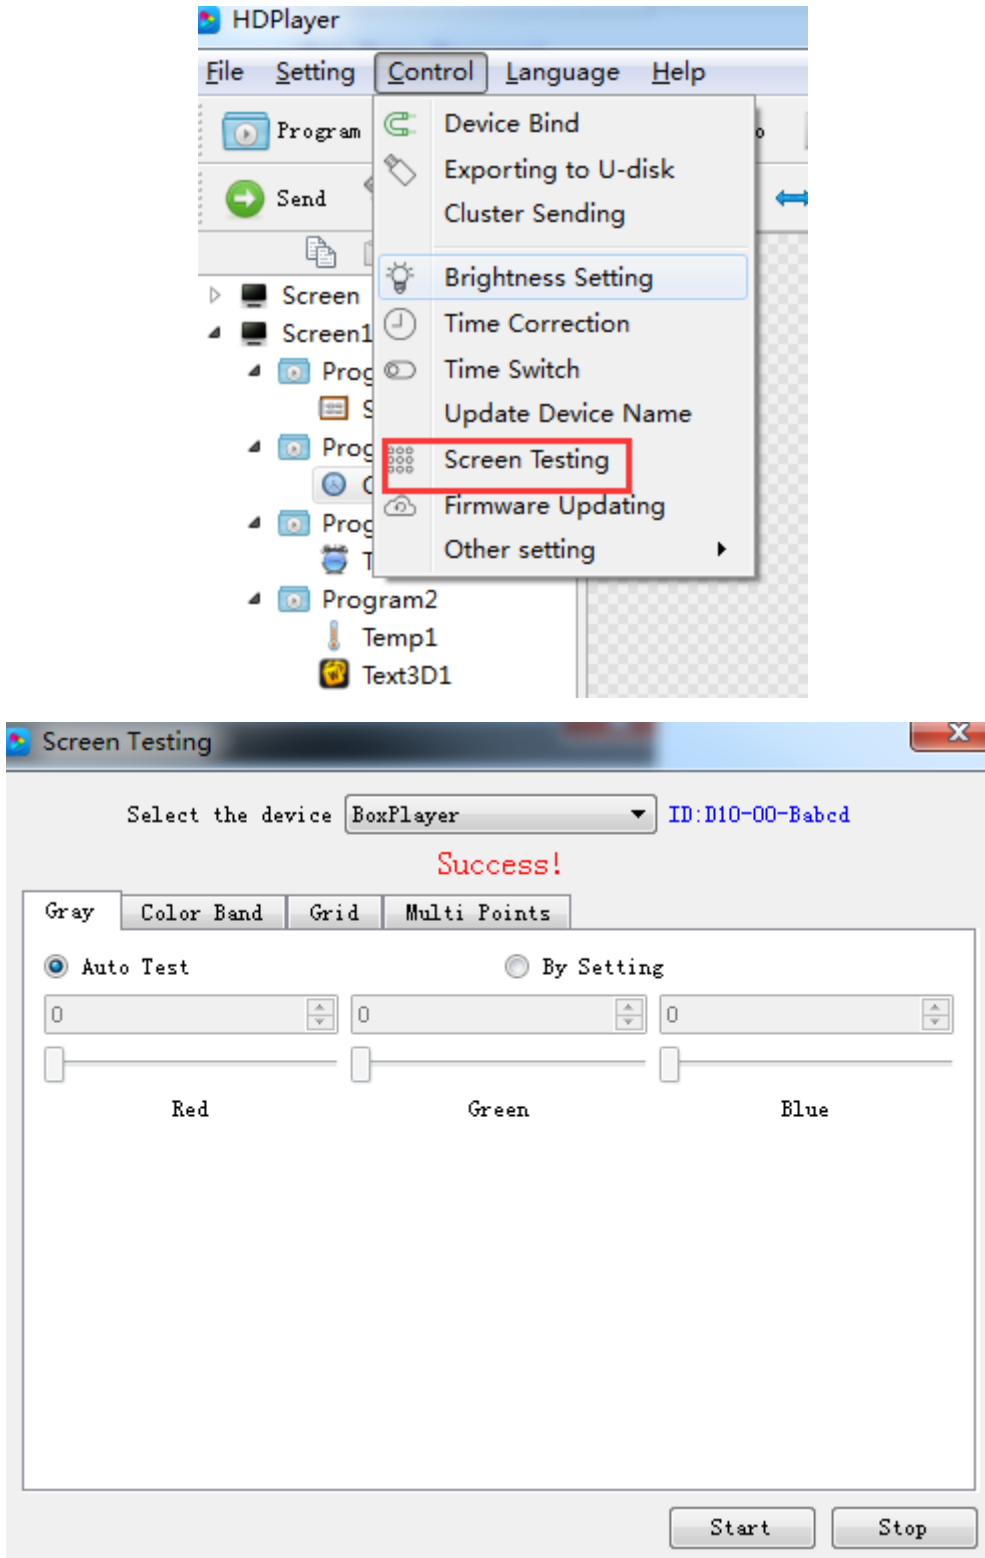 HDPlayer
File Setting Control Language Help
Program
Device Bind
Exporting to U-disk
Send
Cluster Sending
Brightness Setting
Screen
Time Correction
Screen1
Time Switch
Update Device Name
Screen Testing
Firmware Updating
Other setting
Program2
Temp1
Text3D1
Screen Testing
Select the device BoxPlayer ID:D10-00-Babcd
Success!
Gray Color Band Grid Multi Points
Auto Test By Setting
0 0 0
Red Green Blue
Start Stop